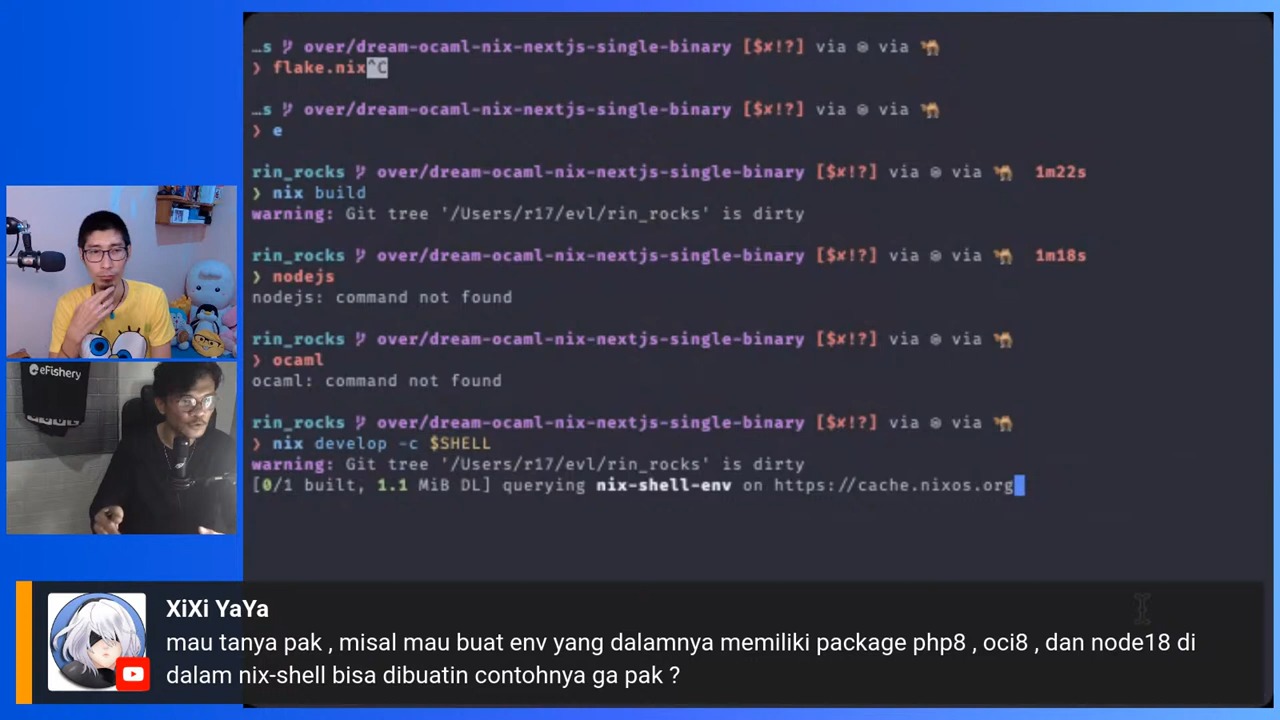 …s over/dream-ocaml-nix-nextjs-single-binary [$✘!?] via via 🐫
❯ flake.nix^C
…s over/dream-ocaml-nix-nextjs-single-binary [$✘!?] via via 🐫
❯ e
rin_rocks over/dream-ocaml-nix-nextjs-single-binary [$✘!?] via via 🐫 1m22s
❯ nix build
warning: Git tree '/Users/r17/evl/rin_rocks' is dirty
rin_rocks over/dream-ocaml-nix-nextjs-single-binary [$✘!?] via via 🐫 1m18s
❯ nodejs
nodejs: command not found
rin_rocks over/dream-ocaml-nix-nextjs-single-binary [$✘!?] via via 🐫
❯ ocaml
ocaml: command not found
rin_rocks over/dream-ocaml-nix-nextjs-single-binary [$✘!?] via via 🐫
❯ nix develop -c $SHELL
warning: Git tree '/Users/r17/evl/rin_rocks' is dirty
[0/1 built, 1.1 MiB DL] querying nix-shell-env on https://cache.nixos.org
eFishery
XiXi YaYa
mau tanya pak , misal mau buat env yang dalamnya memiliki package php8 , oci8 , dan node18 di
dalam nix-shell bisa dibuatin contohnya ga pak ?